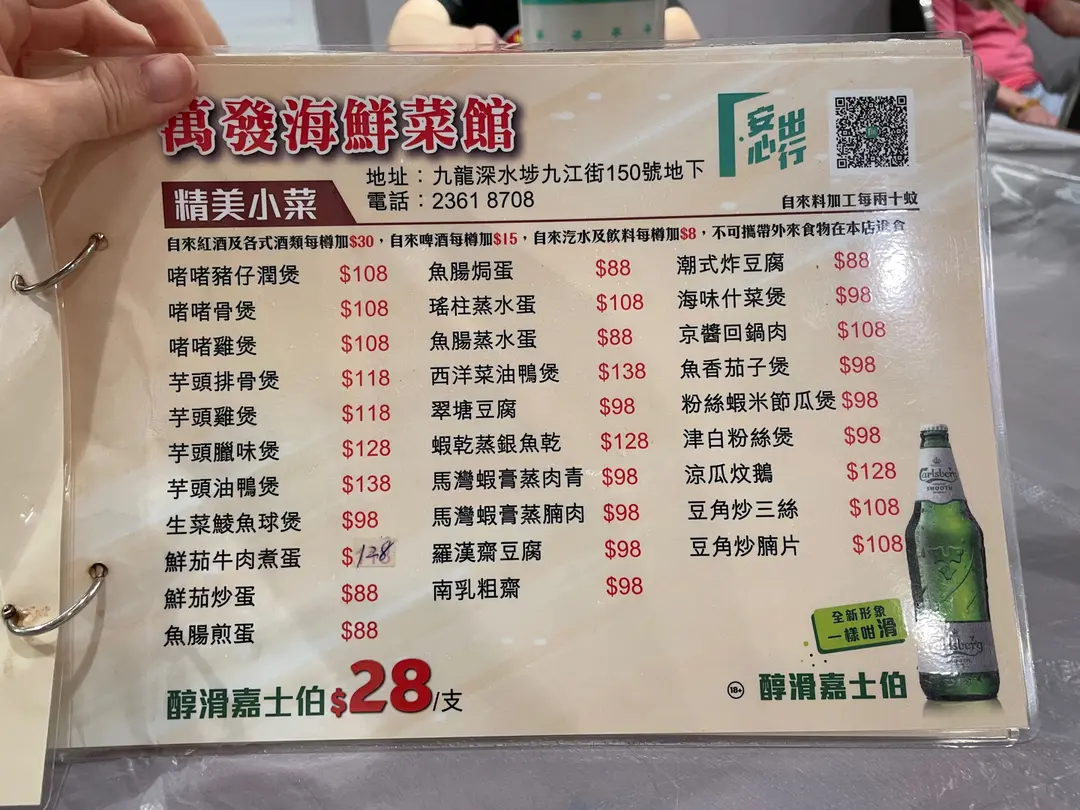 萬發海鮮菜館
安心出行
地址：九龍深水埗九江街150號地下
電話：2361 8708
精美小菜
自來料加工每兩十蚊
自來紅酒及各式酒類每樽加$30，自來啤酒每樽加$15，自來汽水及飲料每樽加$8，不可攜帶外來食物在本店進食
啫啫豬仔潤煲 $108
啫啫骨煲 $108
啫啫雞煲 $108
芋頭排骨煲 $118
芋頭雞煲 $118
芋頭臘味煲 $128
芋頭油鴨煲 $138
生菜鯪魚球煲 $98
鮮茄牛肉煮蛋 $128
鮮茄炒蛋 $88
魚腸煎蛋 $88
魚腸焗蛋 $88
瑤柱蒸水蛋 $108
魚腸蒸水蛋 $88
西洋菜油鴨煲 $138
翠塘豆腐 $98
蝦乾蒸銀魚乾 $128
馬灣蝦膏蒸肉青 $98
馬灣蝦膏蒸腩肉 $98
羅漢齋豆腐 $98
南乳粗齋 $98
潮式炸豆腐 $88
海味什菜煲 $98
京醬回鍋肉 $108
魚香茄子煲 $98
粉絲蝦米節瓜煲 $98
津白粉絲煲 $98
涼瓜炆鵝 $128
豆角炒三絲 $108
豆角炒腩片 $108
Carlsberg
SMOOTH
全新形象
一樣咁滑
醇滑嘉士伯$28/支
18+ 醇滑嘉士伯